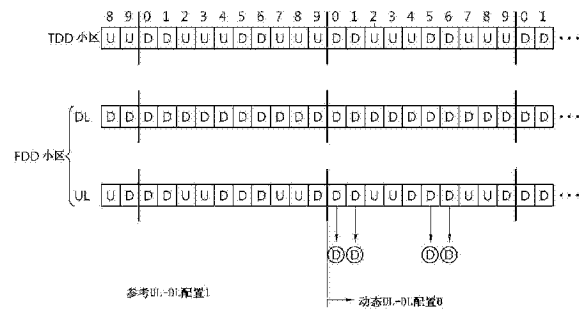 8 9 0 1 2 3 4 5 6 7 8 9 0 1 2 3 4 5 6 7 8 9 0 1
TDD 小区 U U D D U U U D D U U U D D U U U D D U U U D D ...
DL D D D D D D D D D D D D D D D D D D D D D D D D ...
FDD 小区
UL U D D D U U D D D U U D D D U U D D D U U D D D ...
D D D D
参考UL-DL配置1
动态UL-DL配置0